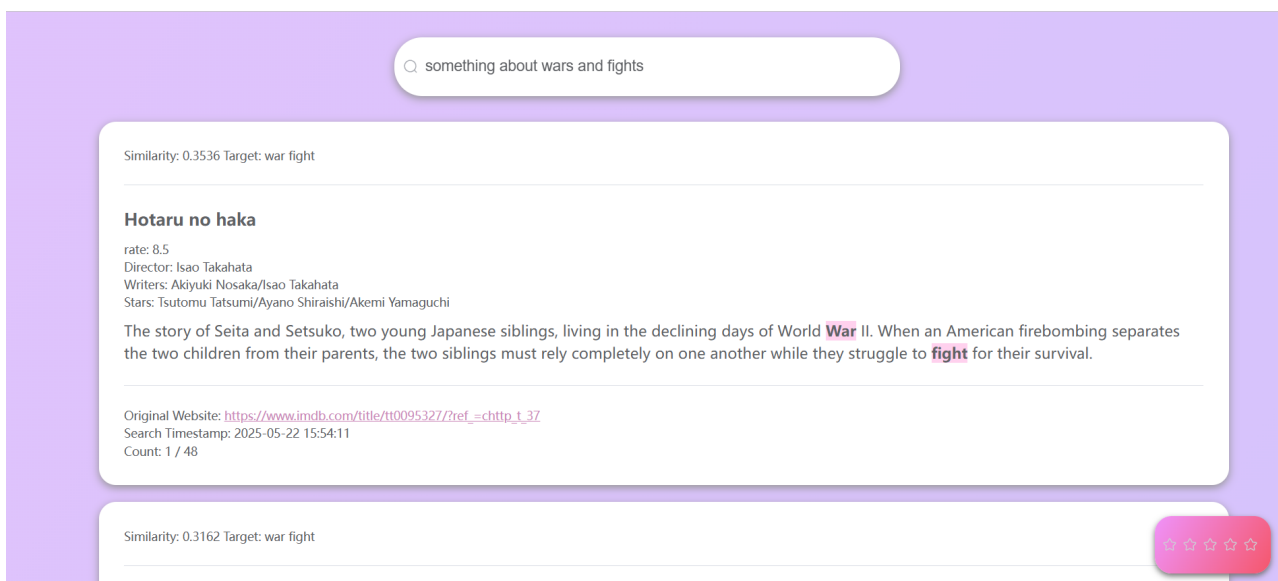 something about wars and fights
Similarity: 0.3536 Target: war fight
Hotaru no haka
rate: 8.5
Director: Isao Takahata
Writers: Akiyuki Nosaka/Isao Takahata
Stars: Tsutomu Tatsumi/Ayano Shiraishi/Akemi Yamaguchi
The story of Seita and Setsuko, two young Japanese siblings, living in the declining days of World War II. When an American firebombing separates
the two children from their parents, the two siblings must rely completely on one another while they struggle to fight for their survival.
Original Website: https://www.imdb.com/title/tt0095327/?ref_=chttp_t_37
Search Timestamp: 2025-05-22 15:54:11
Count: 1 / 48
Similarity: 0.3162 Target: war fight